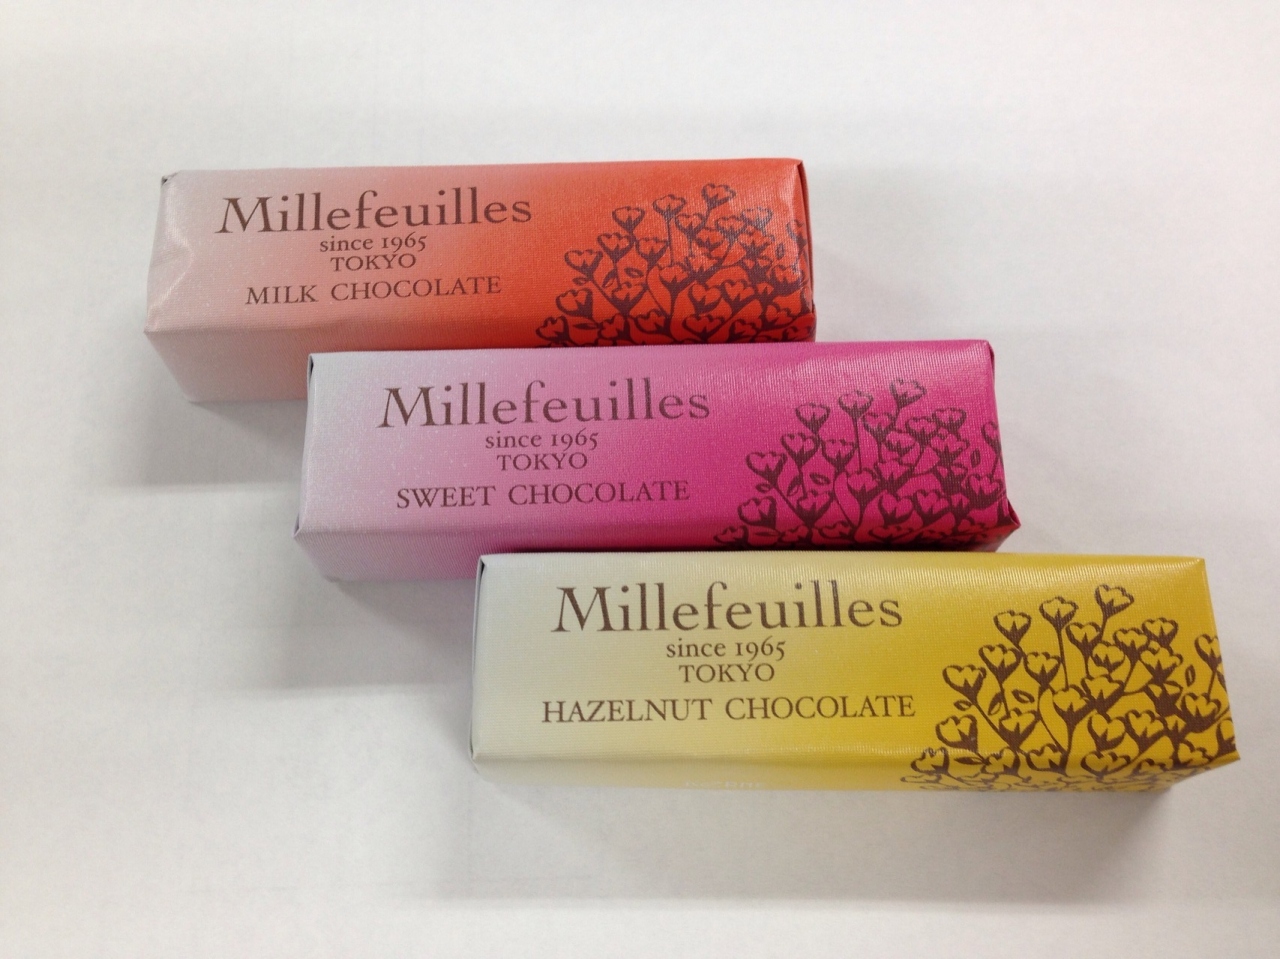 Millefeuilles
since 1965
TOKYO
MILK CHOCOLATE
Millefeuilles
since 1965
TOKYO
SWEET CHOCOLATE
Millefeuilles
since 1965
TOKYO
HAZELNUT CHOCOLATE